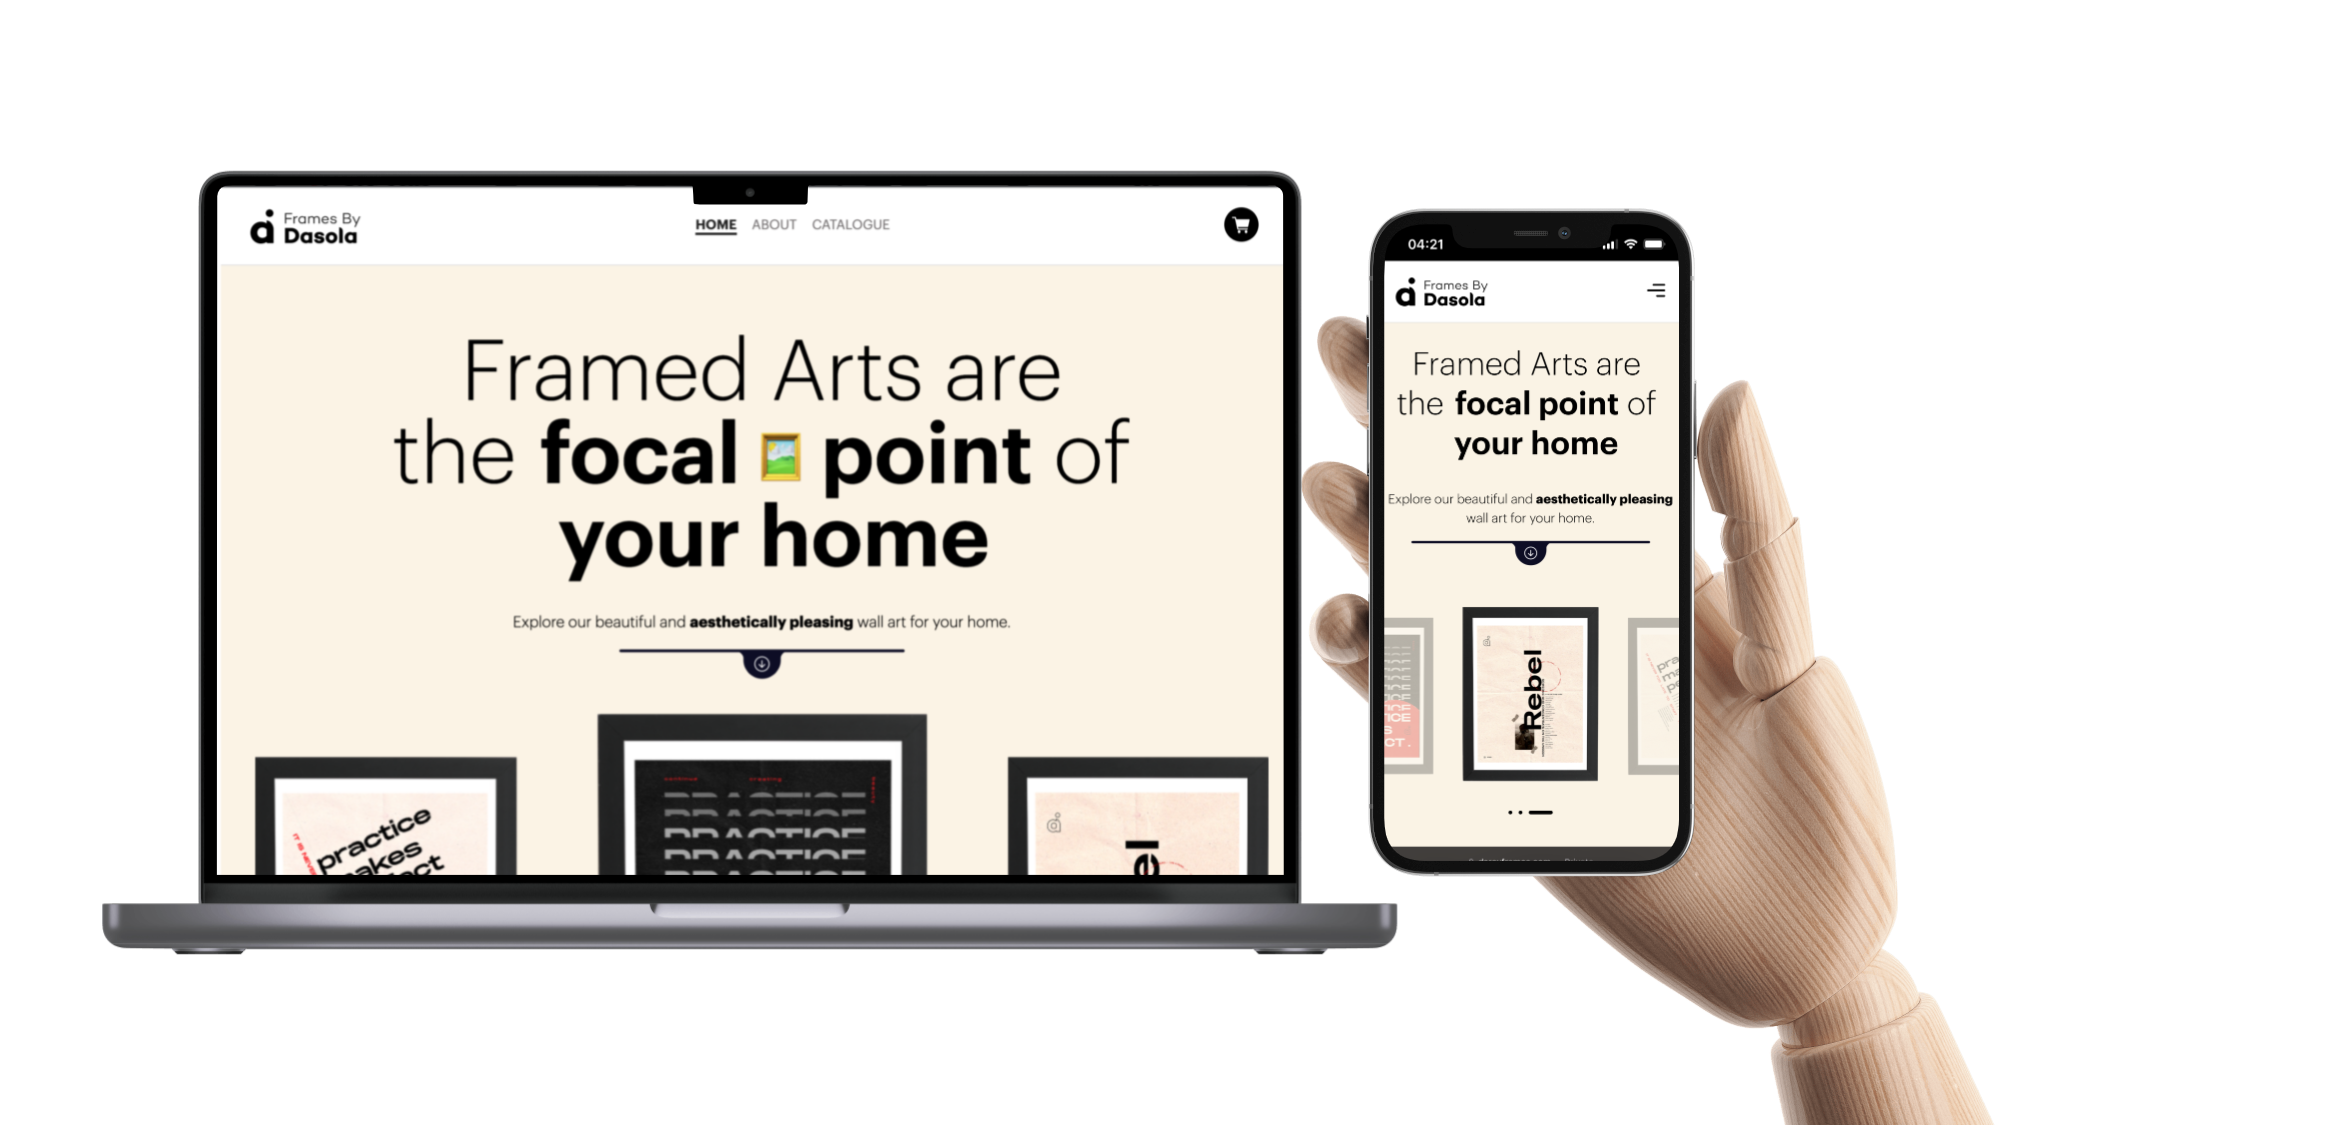 Frames By
Dasola
HOME ABOUT CATALOGUE
Framed Arts are
the focal point of
your home
Explore our beautiful and aesthetically pleasing wall art for your home.
practice
makes
PRACTICE
PRACTICE
PRACTICE
PRACTICE
PRACTICE
04:21
Frames By
Dasola
Framed Arts are
the focal point of
your home
Explore our beautiful and aesthetically pleasing
wall art for your home.
Rebel